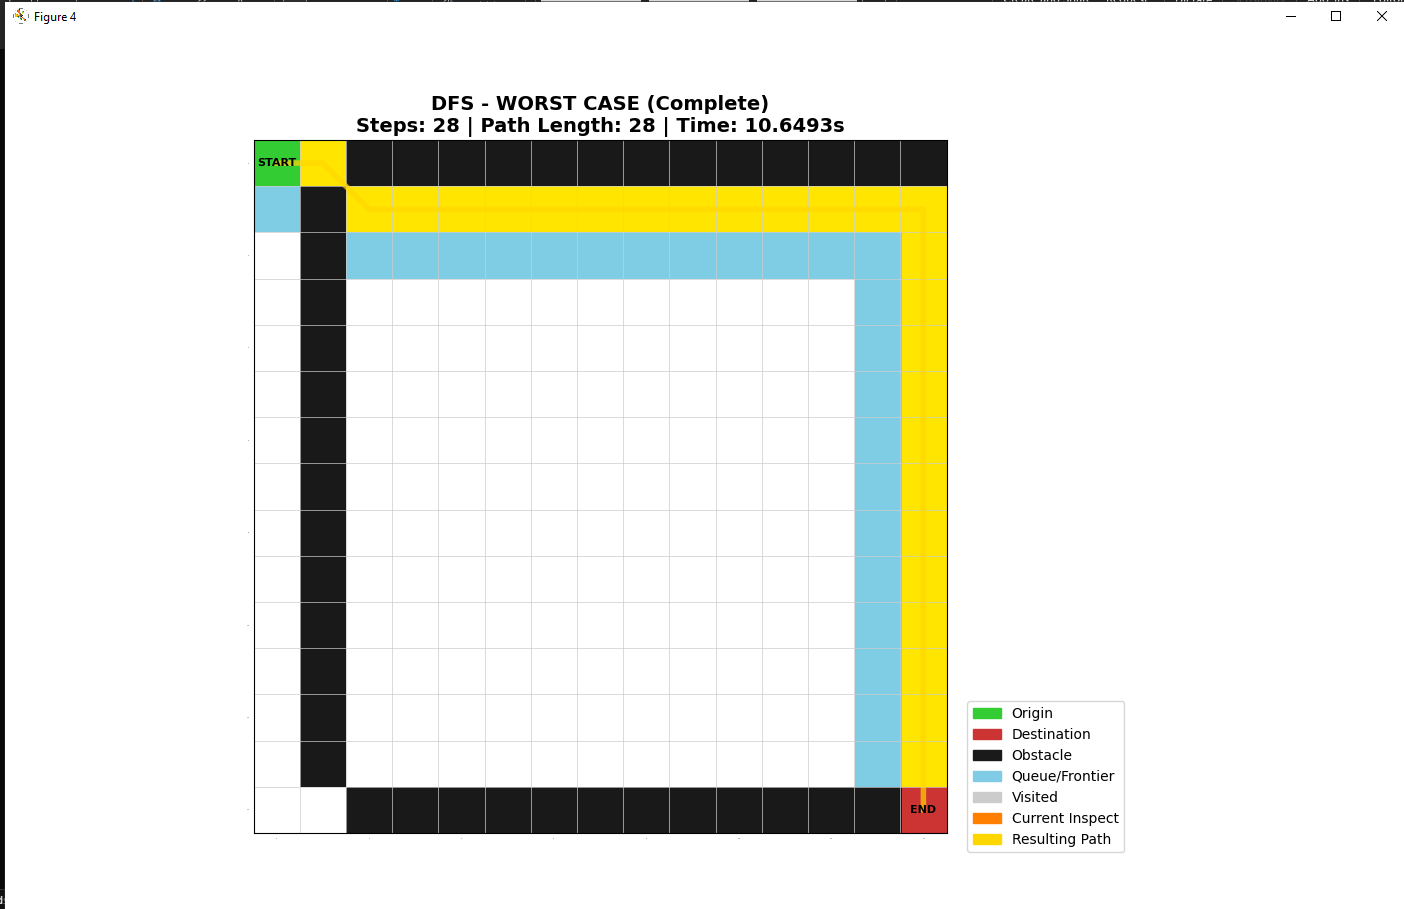 Figure 4
DFS - WORST CASE (Complete)
Steps: 28 | Path Length: 28 | Time: 10.6493s
START
END
Origin
Destination
Obstacle
Queue/Frontier
Visited
Current Inspect
Resulting Path